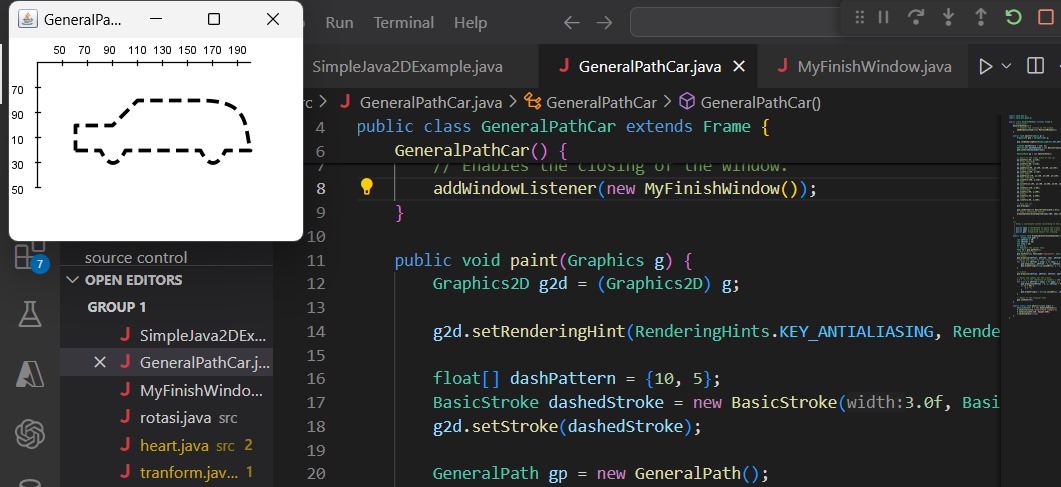 GeneralPa...
50 70 90 110 130 150 170 190
70
90
10
30
50
Run Terminal Help
SimpleJava2DExample.java
J GeneralPathCar.java
J MyFinishWindow.java
rc > J GeneralPathCar.java > GeneralPathCar > GeneralPathCar()
4 public class GeneralPathCar extends Frame {
6 GeneralPathCar() {
7 // Enables the closing of the window.
8 addWindowListener(new MyFinishWindow());
9 }
10
11 public void paint(Graphics g) {
12 Graphics2D g2d = (Graphics2D) g;
13
14 g2d.setRenderingHint(RenderingHints.KEY_ANTIALIASING, Rende
15
16 float[] dashPattern = {10, 5};
17 BasicStroke dashedStroke = new BasicStroke(width:3.0f, Basi
18 g2d.setStroke(dashedStroke);
19
20 GeneralPath gp = new GeneralPath();
7
source control
OPEN EDITORS
GROUP 1
J SimpleJava2DEx...
J GeneralPathCar.j...
J MyFinishWindo...
J rotasi.java src
J heart.java src 2
J tranform.jav... 1